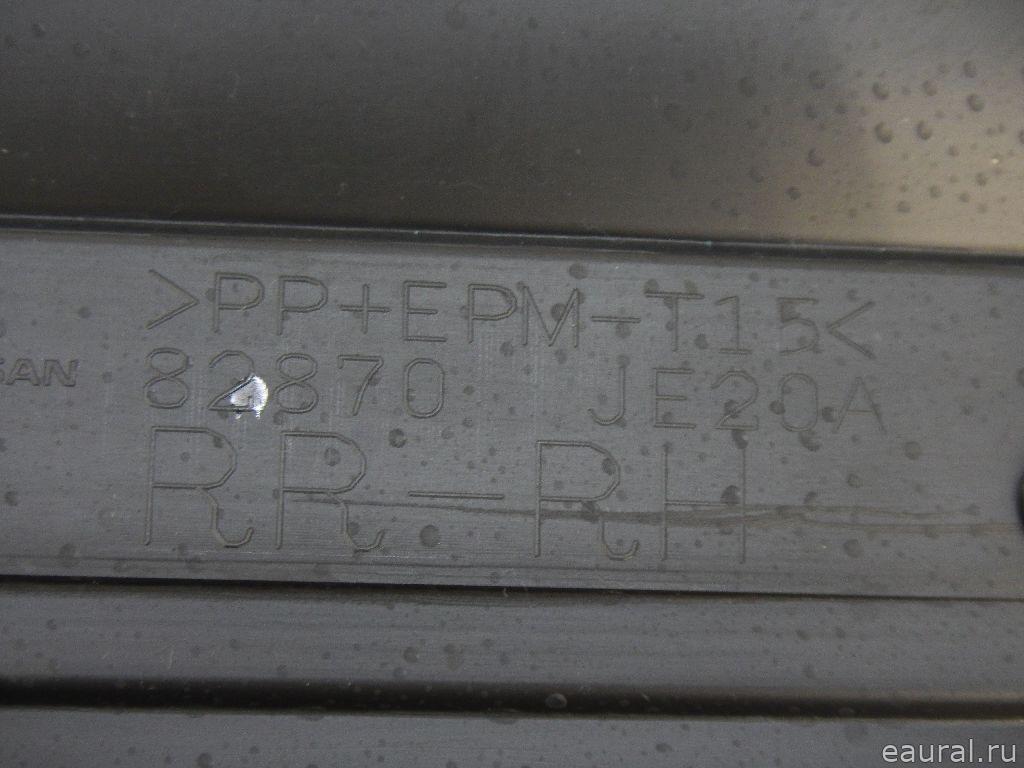 >PP+EPM-T15<
SAN 82870 JE20A
RR-RH
eaural.ru